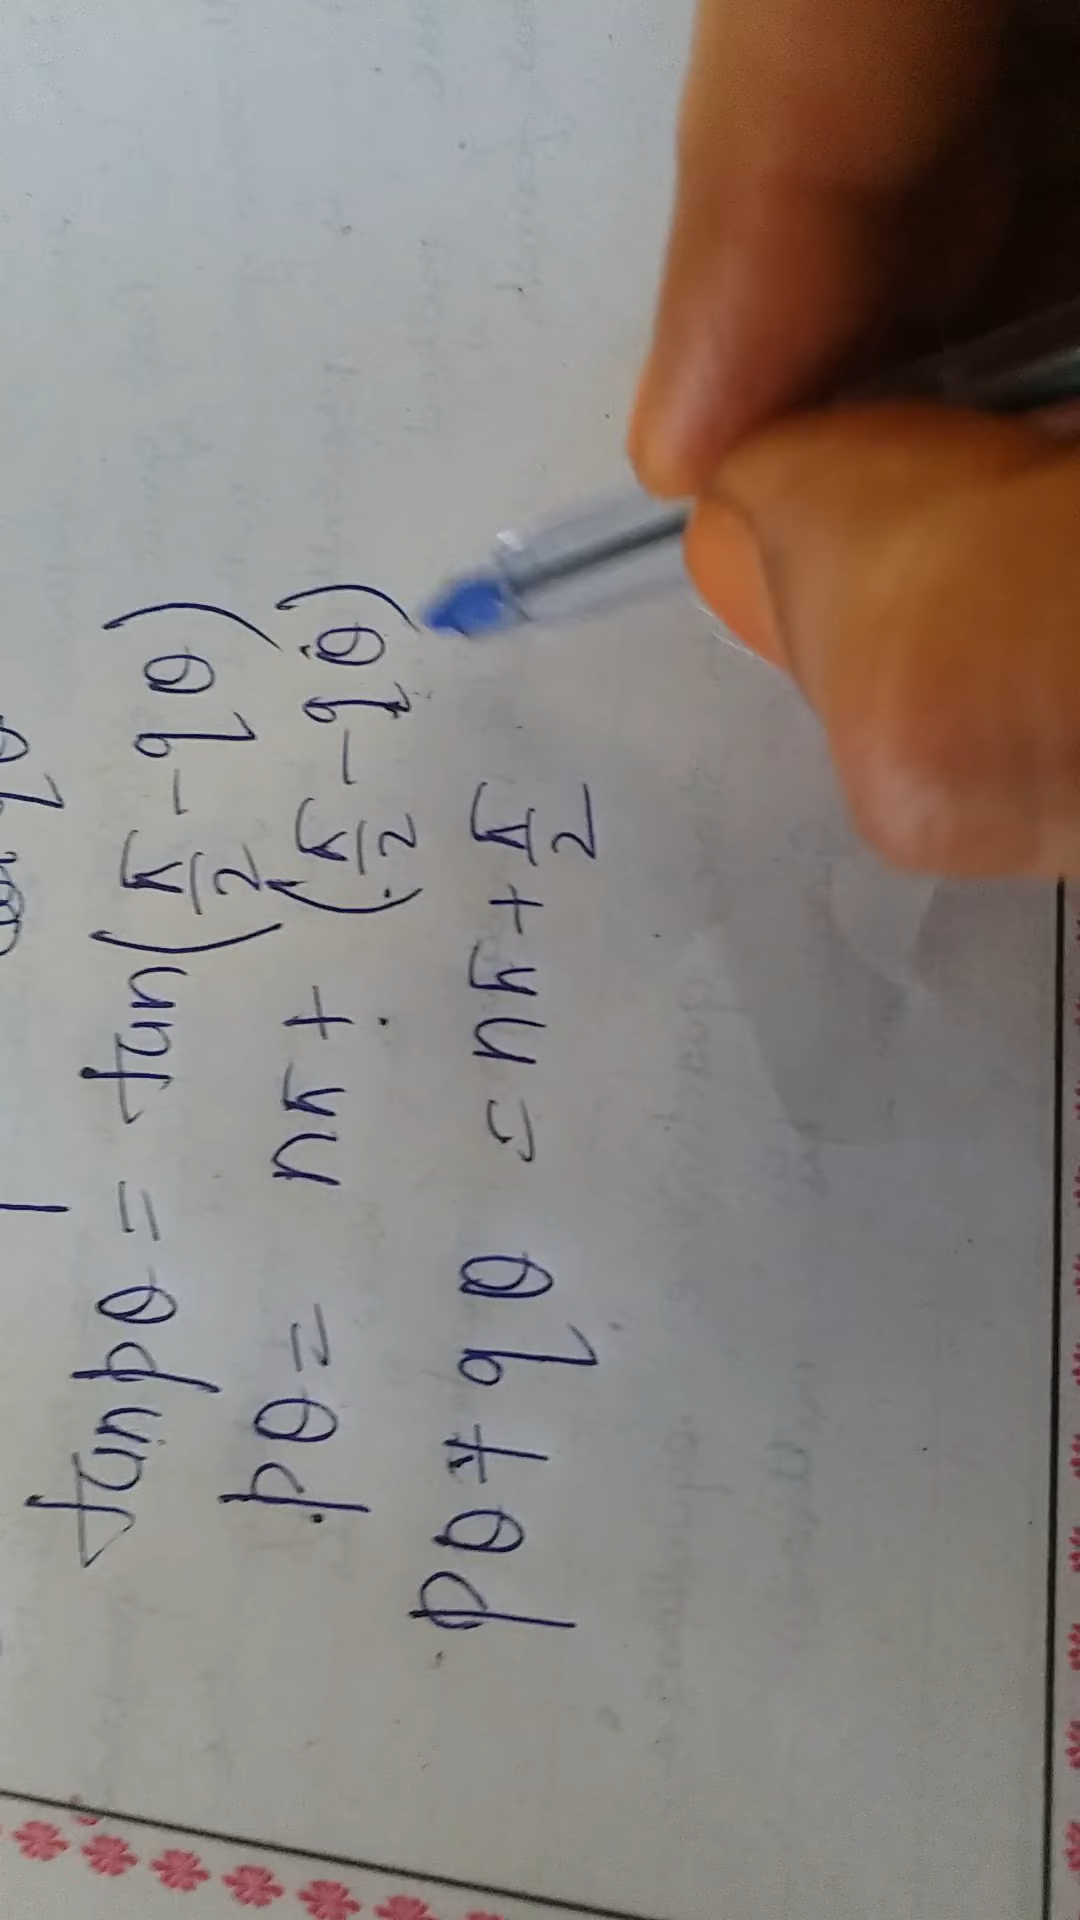 tan pθ = tan(π/2 - qθ)
pθ = nπ + (π/2 - qθ)
pθ + qθ = nπ + π/2